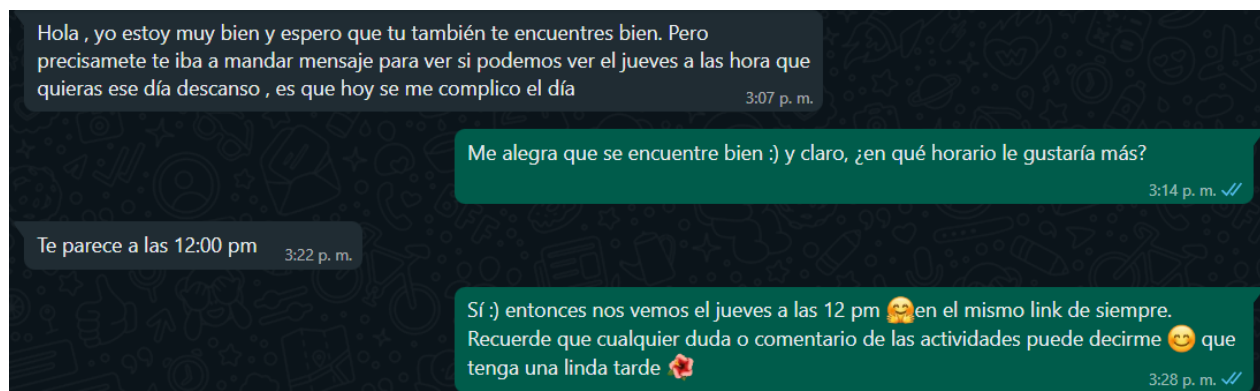 Hola , yo estoy muy bien y espero que tu también te encuentres bien. Pero
precisamete te iba a mandar mensaje para ver si podemos ver el jueves a las hora que
quieras ese día descanso , es que hoy se me complico el día
3:07 p. m.
Me alegra que se encuentre bien :) y claro, ¿en qué horario le gustaría más?
3:14 p. m.
Te parece a las 12:00 pm
3:22 p. m.
Sí :) entonces nos vemos el jueves a las 12 pm 🤗en el mismo link de siempre.
Recuerde que cualquier duda o comentario de las actividades puede decirme 😊 que
tenga una linda tarde 🌺
3:28 p. m.